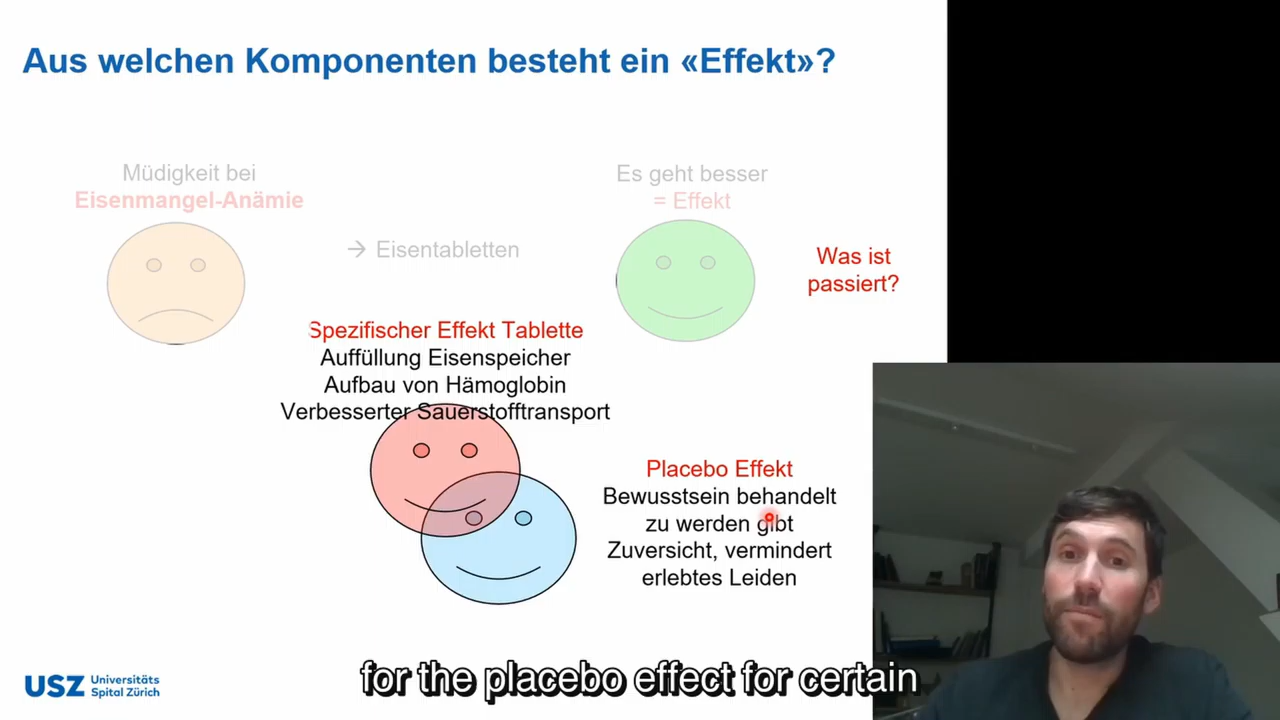 Aus welchen Komponenten besteht ein «Effekt»?
Müdigkeit bei
Eisenmangel-Anämie
→ Eisentabletten
Es geht besser
= Effekt
Was ist
passiert?
Spezifischer Effekt Tablette
Auffüllung Eisenspeicher
Aufbau von Hämoglobin
Verbesserter Sauerstofftransport
Placebo Effekt
Bewusstsein behandelt
zu werden gibt
Zuversicht, vermindert
erlebtes Leiden
USZ Universitäts
Spital Zürich
for the placebo effect for certain